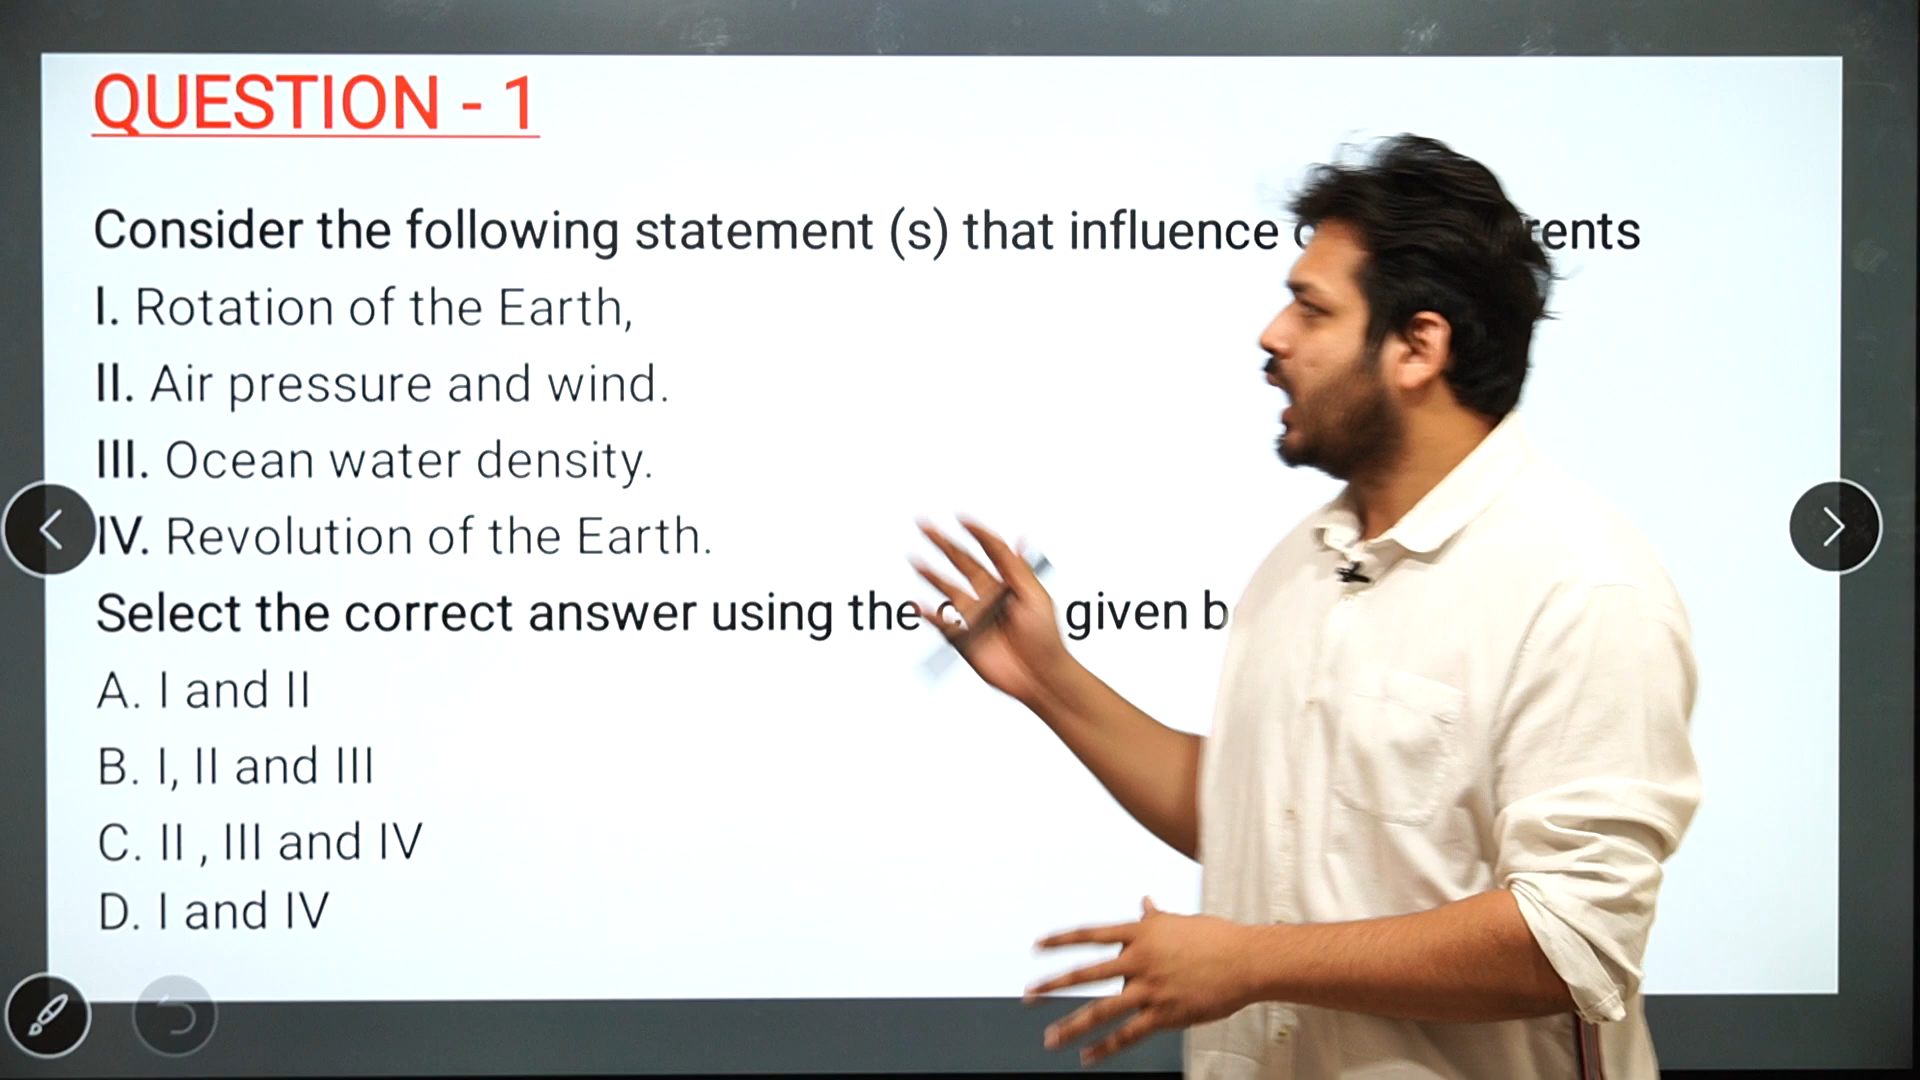 QUESTION - 1
Consider the following statement (s) that influence
I. Rotation of the Earth,
II. Air pressure and wind.
III. Ocean water density.
IV. Revolution of the Earth.
Select the correct answer using the given
A. I and II
B. I, II and III
C. II , III and IV
D. I and IV